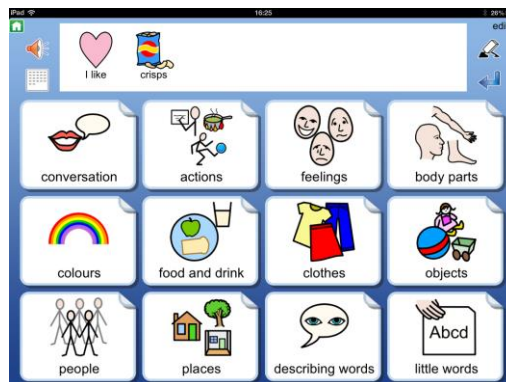 iPad 16:25 26%
edi
I like crisps
conversation actions feelings body parts
colours food and drink clothes objects
Abcd
people places describing words little words